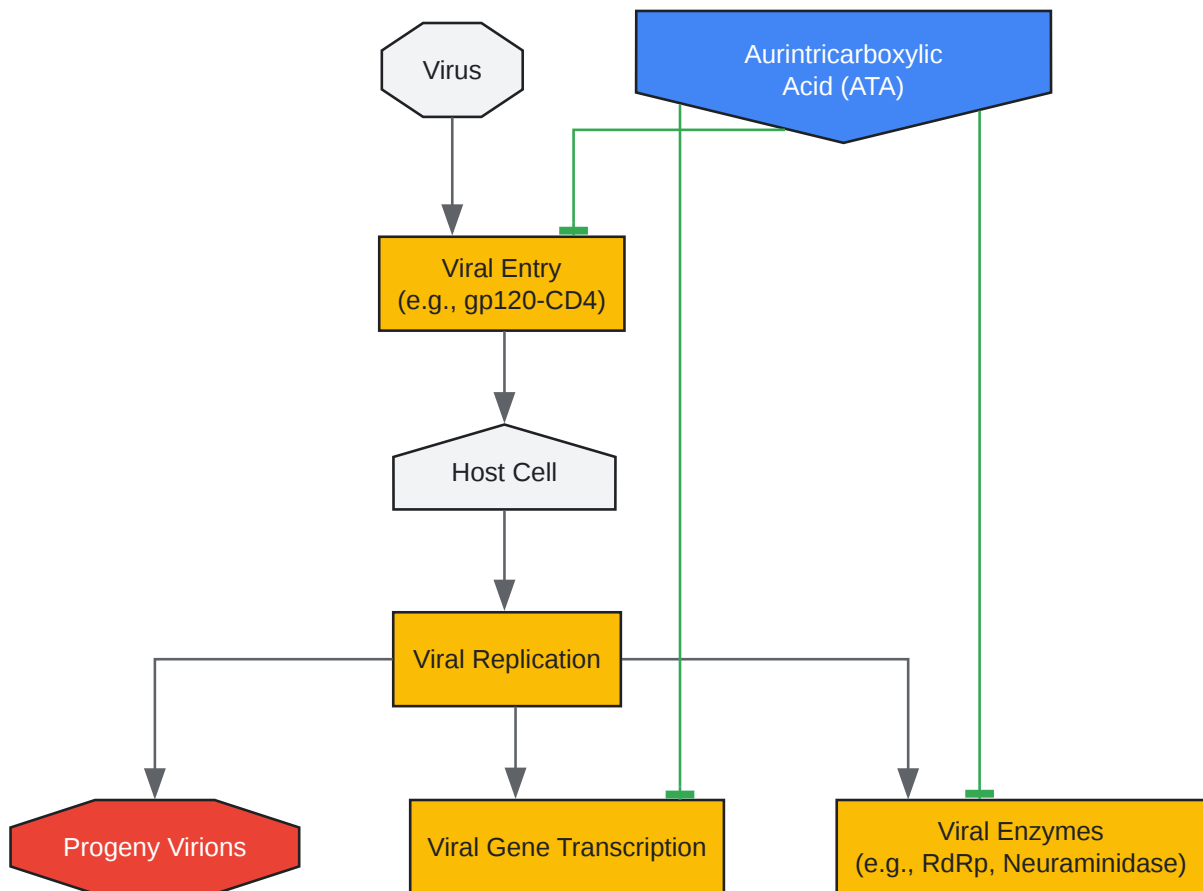 Virus
Aurintricarboxylic
Acid (ATA)
Viral Entry
(e.g., gp120-CD4)
Host Cell
Viral Replication
Progeny Virions
Viral Gene Transcription
Viral Enzymes
(e.g., RdRp, Neuraminidase)